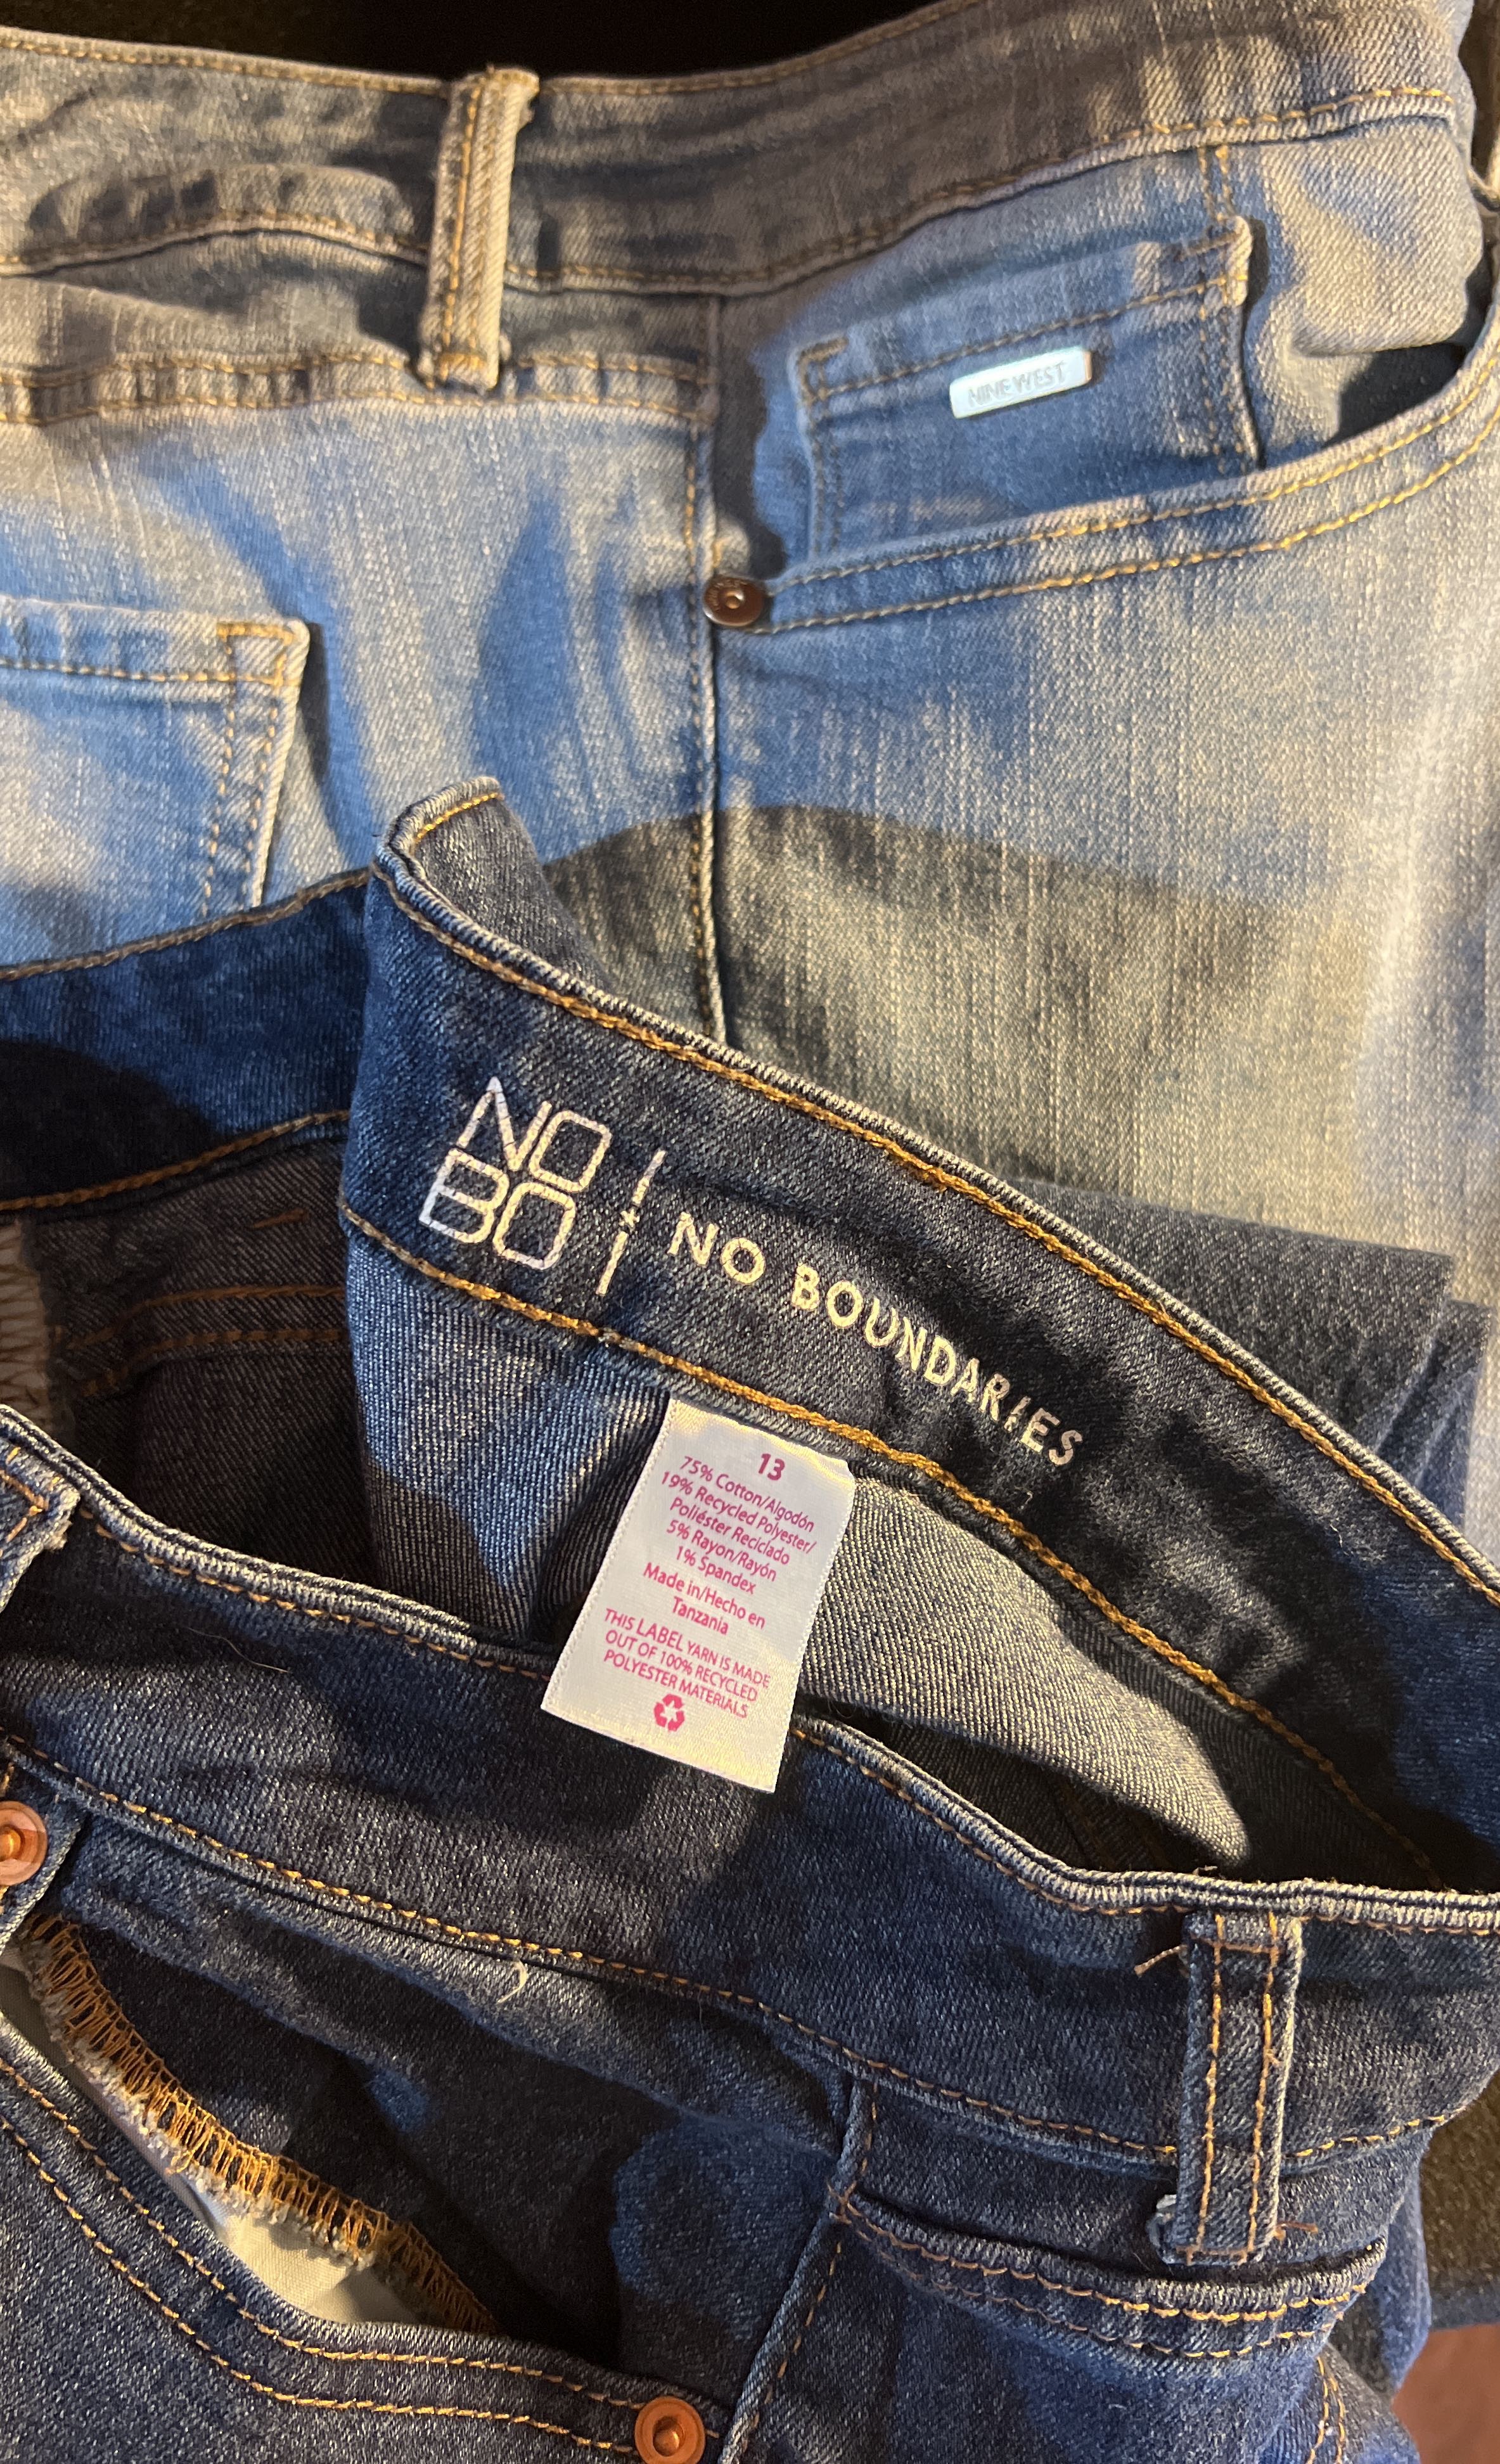 NINE WEST
NO
BO
NO BOUNDARIES
13
75% Cotton/Algodón
19% Recycled Polyester/
Poliéster Reciclado
5% Rayon/Rayón
1% Spandex
Made in/Hecho en
Tanzania
THIS LABEL YARN IS MADE
OUT OF 100% RECYCLED
POLYESTER MATERIALS